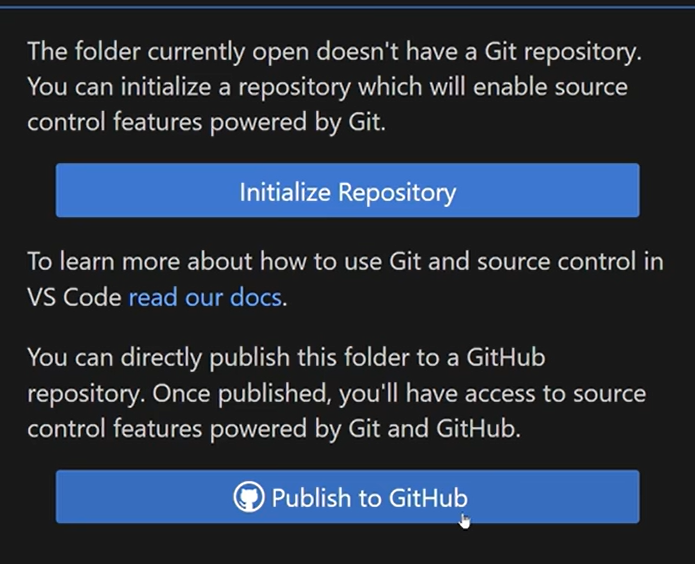 The folder currently open doesn't have a Git repository.
You can initialize a repository which will enable source
control features powered by Git.
Initialize Repository
To learn more about how to use Git and source control in
VS Code read our docs.
You can directly publish this folder to a GitHub
repository. Once published, you'll have access to source
control features powered by Git and GitHub.
Publish to GitHub